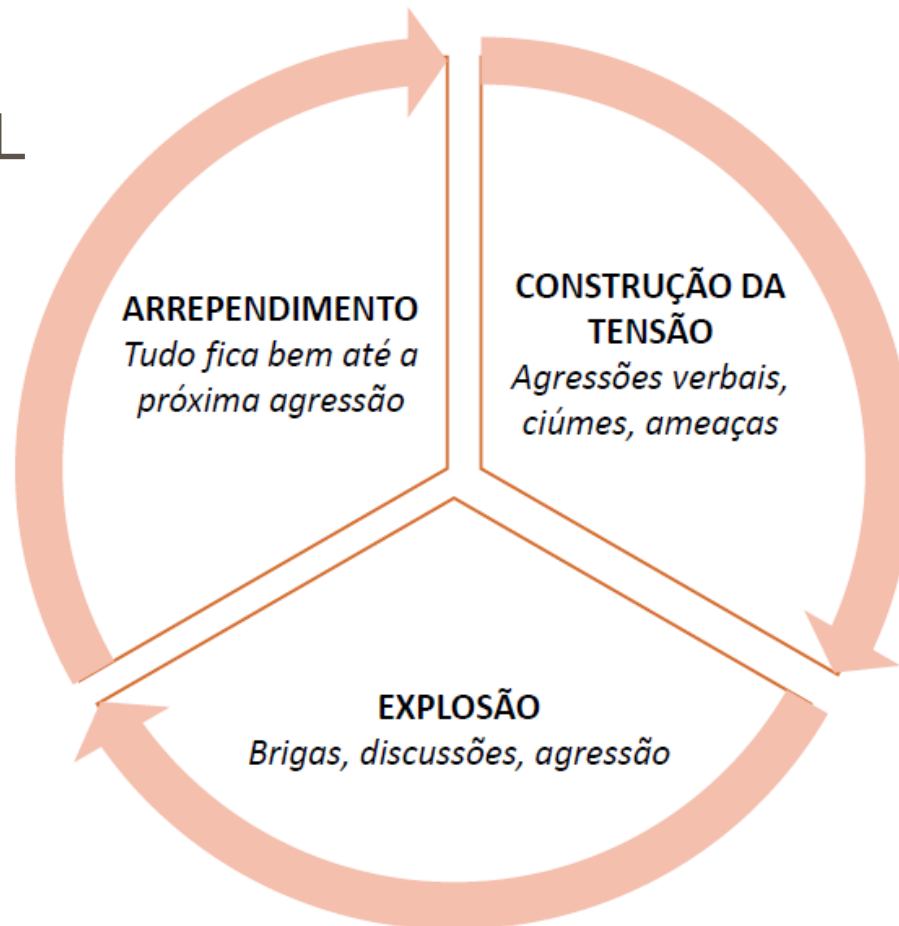 L
ARREPENDIMENTO
Tudo fica bem até a
próxima agressão
CONSTRUÇÃO DA
TENSÃO
Agressões verbais,
ciúmes, ameaças
EXPLOSÃO
Brigas, discussões, agressão